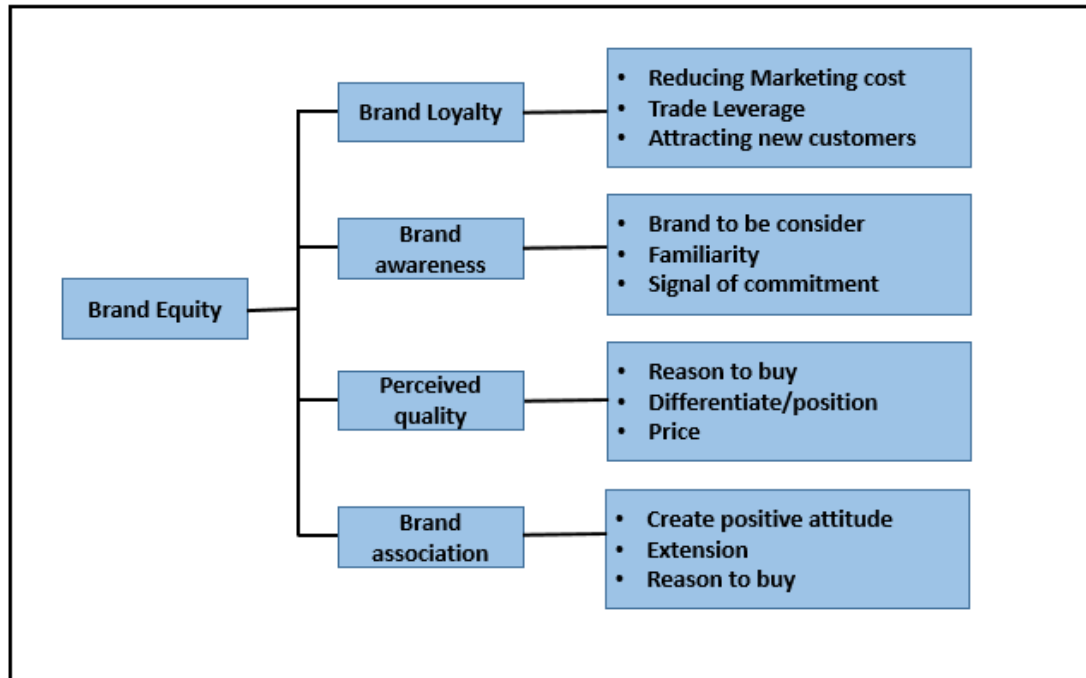 Brand Equity
Brand Loyalty
• Reducing Marketing cost
• Trade Leverage
• Attracting new customers
Brand
awareness
• Brand to be consider
• Familiarity
• Signal of commitment
Perceived
quality
• Reason to buy
• Differentiate/position
• Price
Brand
association
• Create positive attitude
• Extension
• Reason to buy